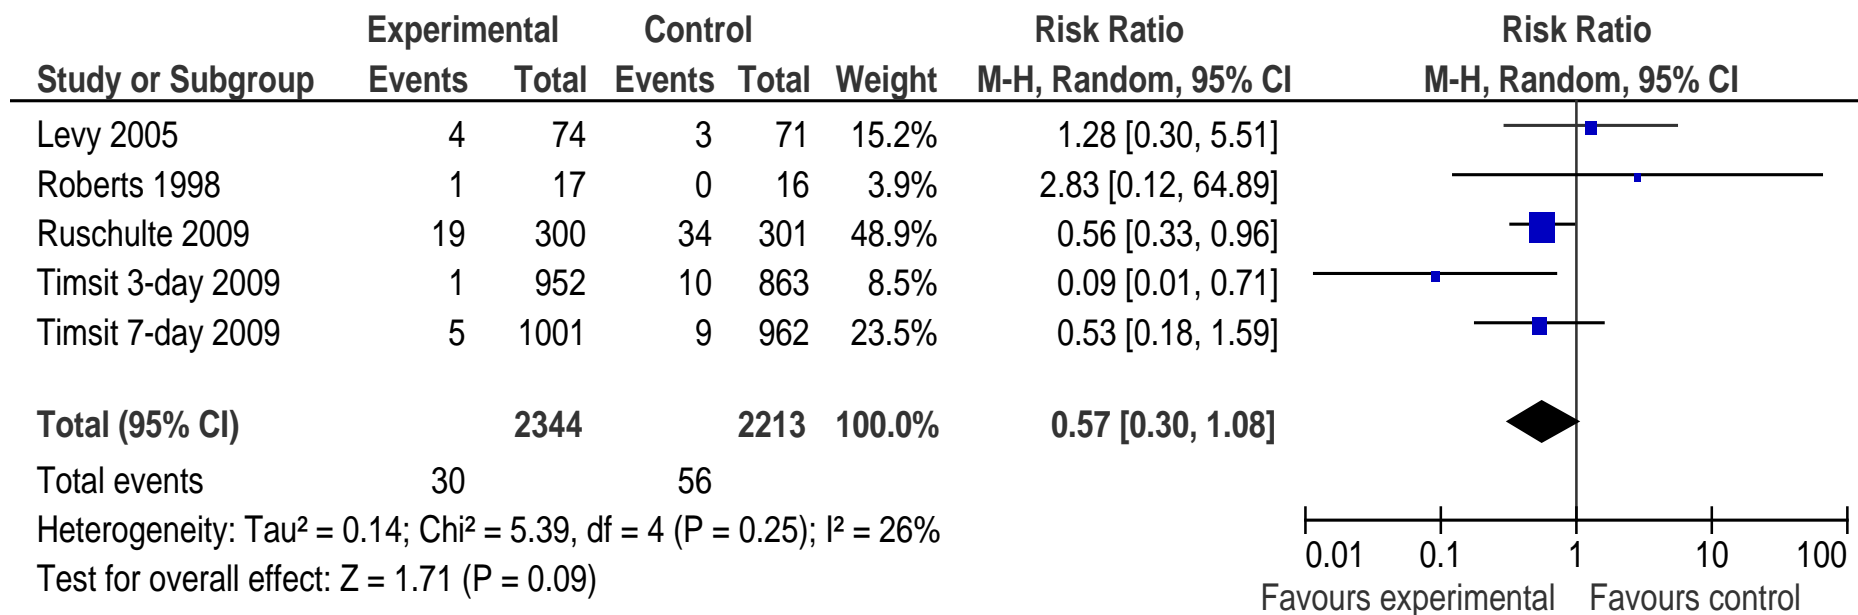 Experimental Control Risk Ratio Risk Ratio
Study or Subgroup Events Total Events Total Weight M-H, Random, 95% CI M-H, Random, 95% CI
Levy 2005 4 74 3 71 15.2% 1.28 [0.30, 5.51]
Roberts 1998 1 17 0 16 3.9% 2.83 [0.12, 64.89]
Ruschulte 2009 19 300 34 301 48.9% 0.56 [0.33, 0.96]
Timsit 3-day 2009 1 952 10 863 8.5% 0.09 [0.01, 0.71]
Timsit 7-day 2009 5 1001 9 962 23.5% 0.53 [0.18, 1.59]
Total (95% CI) 2344 2213 100.0% 0.57 [0.30, 1.08]
Total events 30 56
Heterogeneity: Tau² = 0.14; Chi² = 5.39, df = 4 (P = 0.25); I² = 26%
Test for overall effect: Z = 1.71 (P = 0.09)
0.01 0.1 1 10 100
Favours experimental Favours control